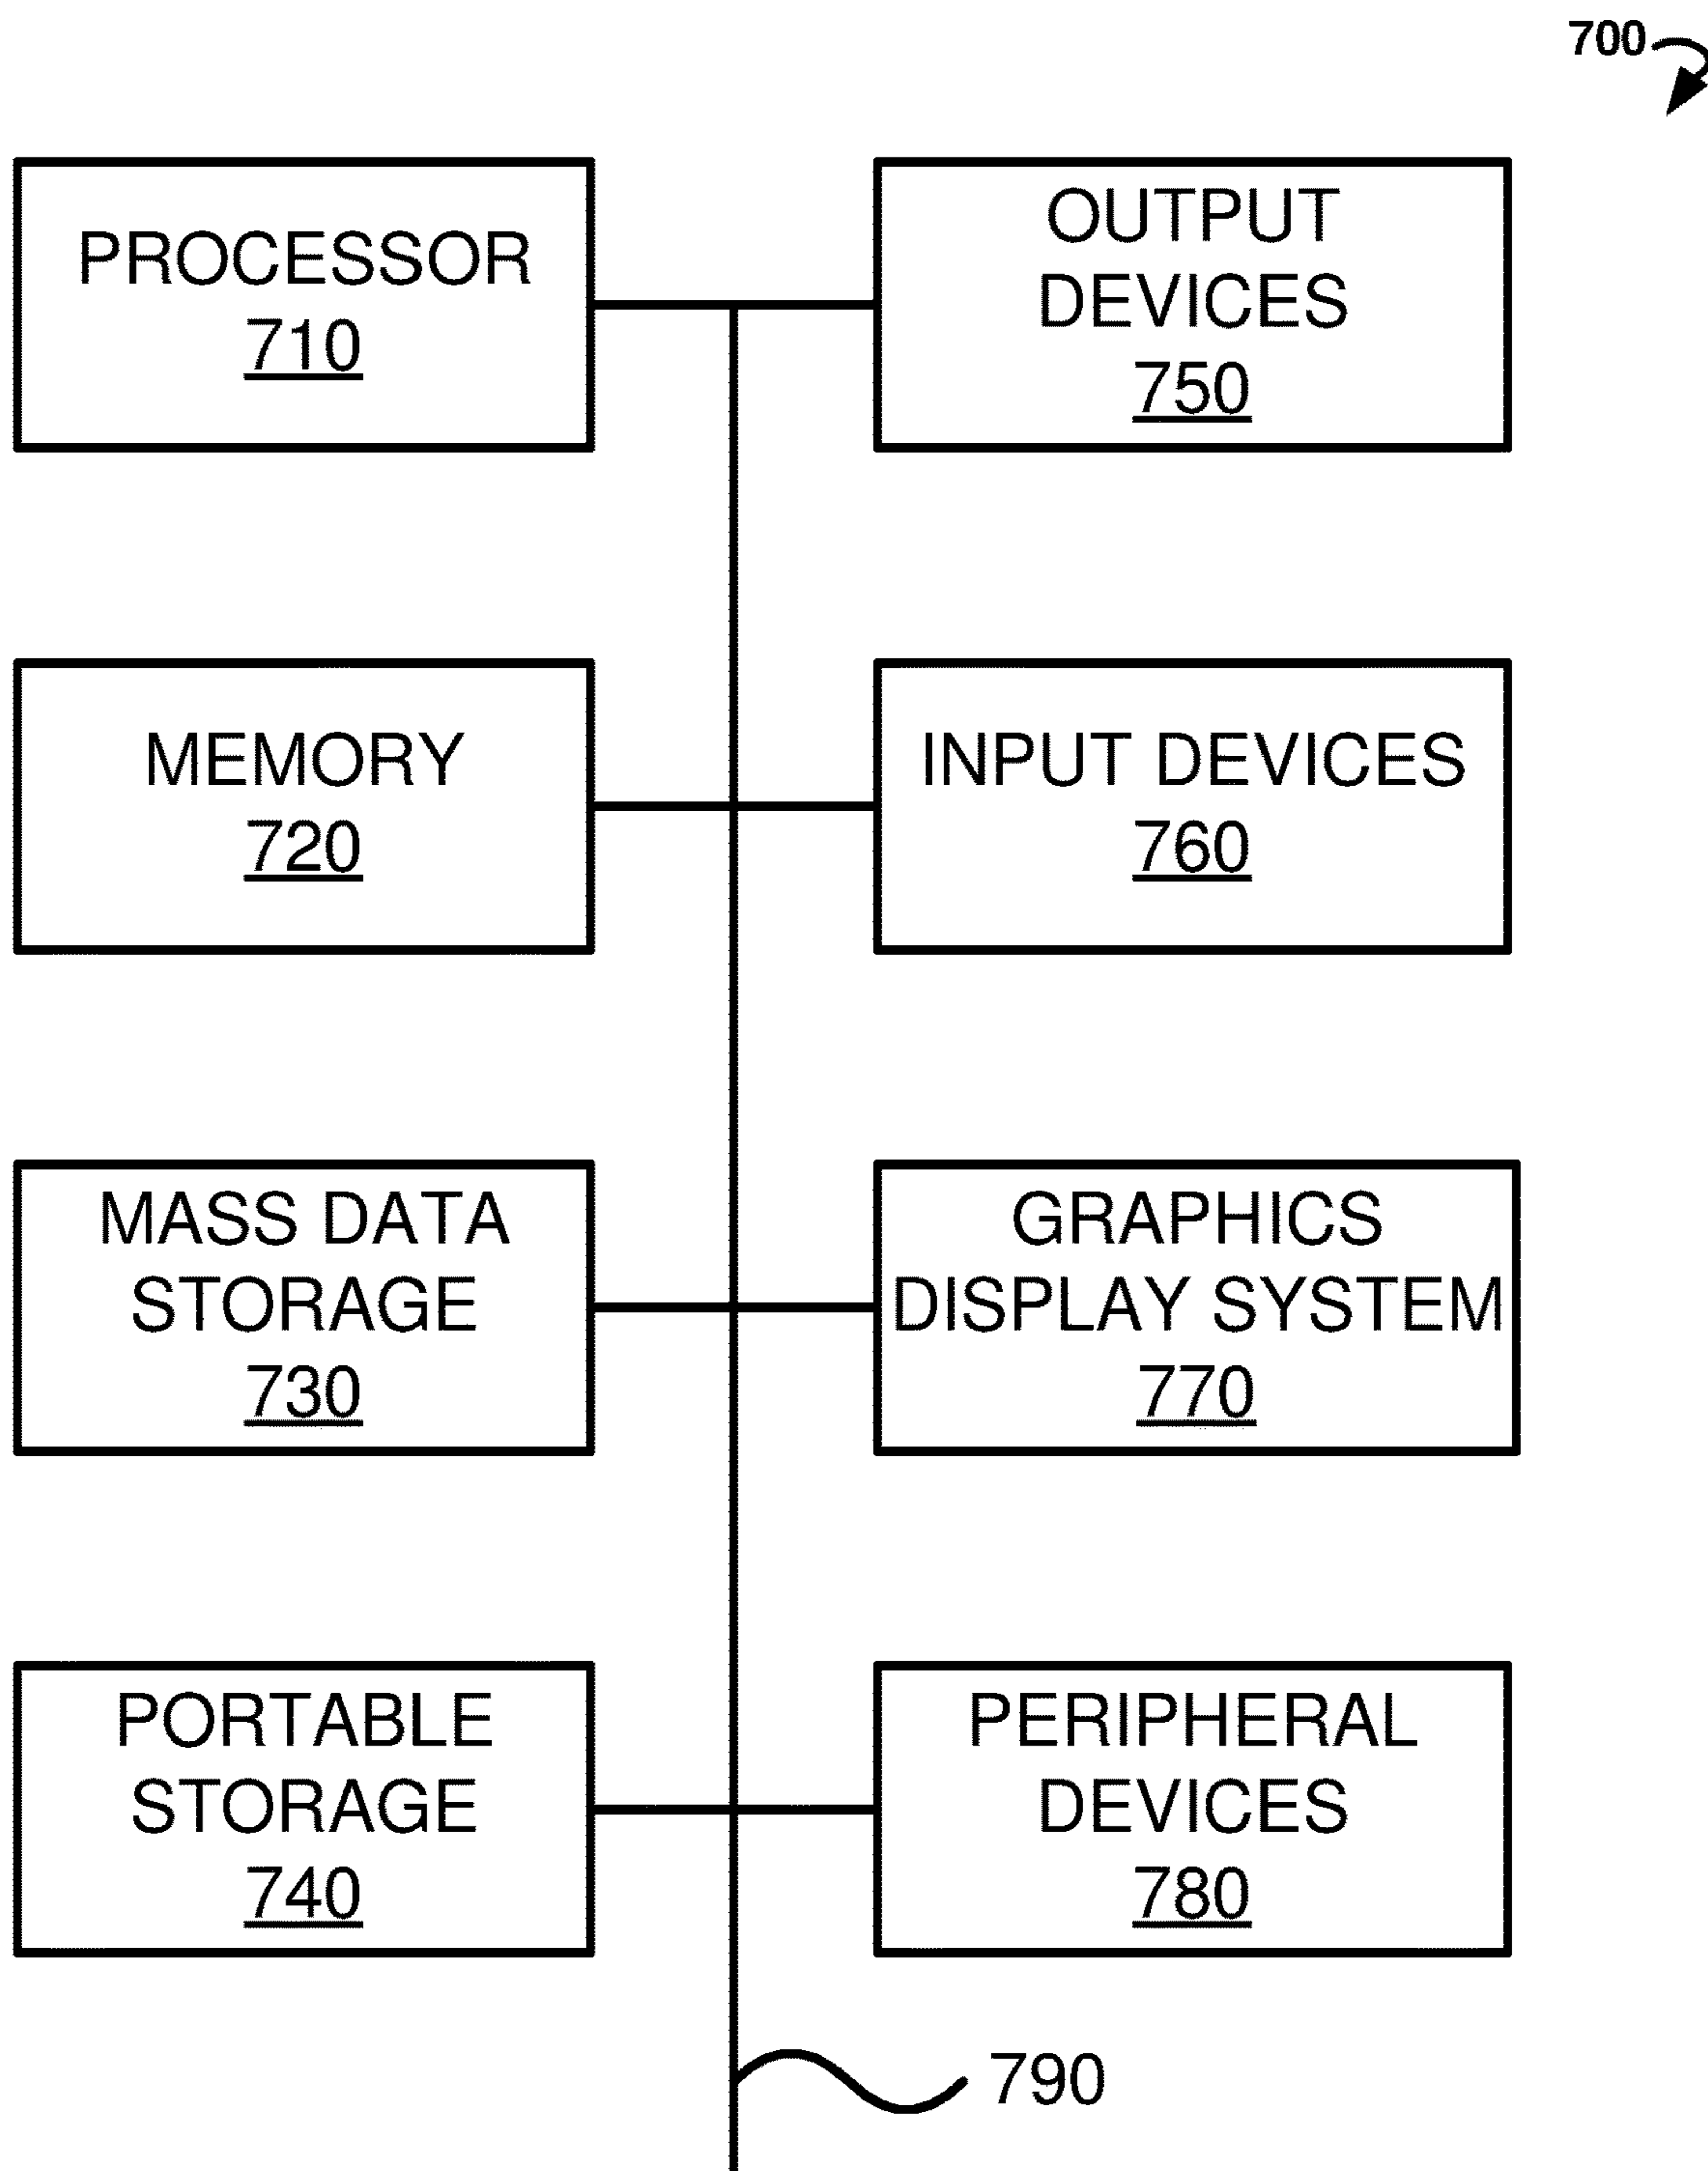 700
PROCESSOR
710
OUTPUT
DEVICES
750
MEMORY
720
INPUT DEVICES
760
MASS DATA
STORAGE
730
GRAPHICS
DISPLAY SYSTEM
770
PORTABLE
STORAGE
740
PERIPHERAL
DEVICES
780
790